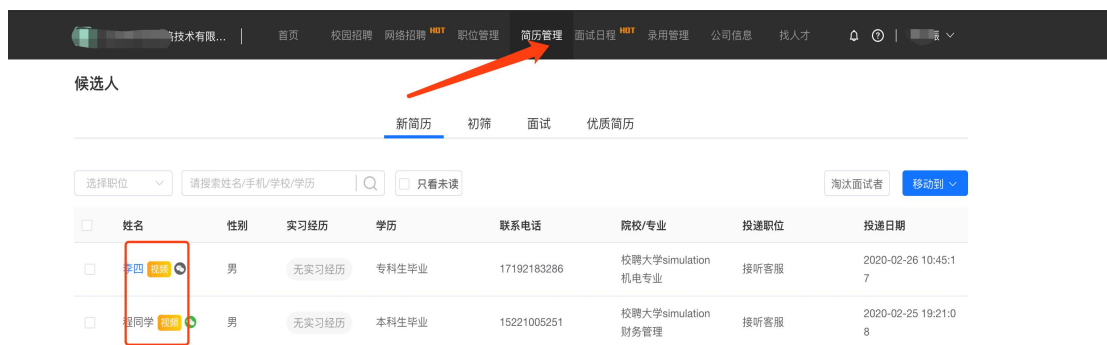 技术有限...
首页 校园招聘 网络招聘 HOT 职位管理 简历管理 面试日程 HOT 录用管理 公司信息 找人才
候选人
新简历 初筛 面试 优质简历
选择职位 请搜索姓名/手机/学校/学历 只看未读 淘汰面试者 移动到
姓名 性别 实习经历 学历 联系电话 院校/专业 投递职位 投递日期
李四 视频 男 无实习经历 专科生毕业 17192183286 校聘大学simulation 机电专业 接听客服 2020-02-26 10:45:17
程同学 视频 男 无实习经历 本科生毕业 15221005251 校聘大学simulation 财务管理 接听客服 2020-02-25 19:21:08